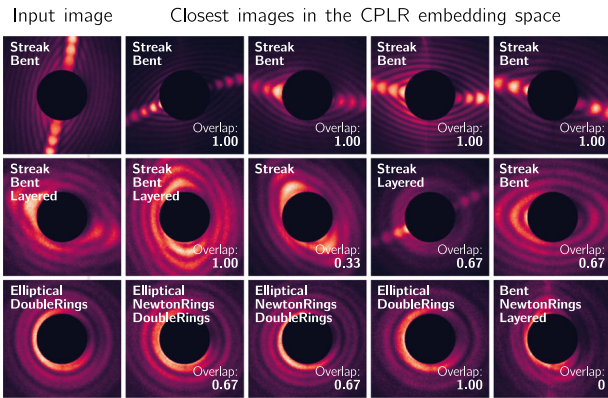 Input image
Closest images in the CPLR embedding space
Streak
Bent
Streak
Bent
Overlap:
1.00
Streak
Bent
Overlap:
1.00
Streak
Bent
Overlap:
1.00
Streak
Bent
Overlap:
1.00
Streak
Bent
Layered
Streak
Bent
Layered
Overlap:
1.00
Streak
Overlap:
0.33
Streak
Layered
Overlap:
0.67
Streak
Bent
Overlap:
0.67
Elliptical
DoubleRings
Elliptical
NewtonRings
DoubleRings
Overlap:
0.67
Elliptical
NewtonRings
DoubleRings
Overlap:
0.67
Elliptical
DoubleRings
Overlap:
1.00
Bent
NewtonRings
Layered
Overlap:
0